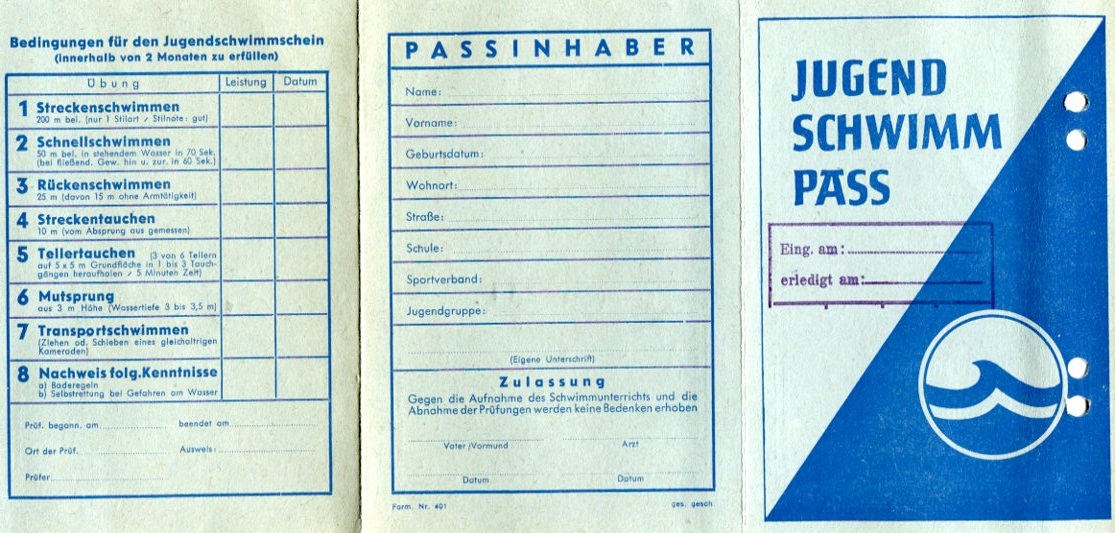 Bedingungen für den Jugendschwimmschein
(innerhalb von 2 Monaten zu erfüllen)
Übung Leistung Datum
1 Streckenschwimmen
200 m bel. (nur 1 Stilart / Stilnote: gut)
2 Schnellschwimmen
50 m bel. in stehendem Wasser in 70 Sek.
(bei fließend. Gew. hin u. zur. in 60 Sek.)
3 Rückenschwimmen
25 m (davon 15 m ohne Armtätigkeit)
4 Streckentauchen
10 m (vom Absprung aus gemessen)
5 Tellertauchen (3 von 6 Tellern
auf 5 x 5 m Grundfläche in 1 bis 3 Tauch-
gängen heraufholen / 5 Minuten Zeit)
6 Mutsprung
aus 3 m Höhe (Wassertiefe 3 bis 3,5 m)
7 Transportschwimmen
(Ziehen od. Schieben eines gleichaltrigen
Kameraden)
8 Nachweis folg. Kenntnisse
a) Baderegeln
b) Selbstrettung bei Gefahren am Wasser
Prüf. begann. am beendet am
Ort der Prüf. Ausweis:
Prüfer
PASSINHABER
Name:
Vorname:
Geburtsdatum:
Wohnort:
Straße:
Schule:
Sportverband:
Jugendgruppe:
(Eigene Unterschrift)
Zulassung
Gegen die Aufnahme des Schwimmunterrichts und die
Abnahme der Prüfungen werden keine Bedenken erhoben
Vater/Vormund Arzt
Datum Datum
Form. Nr. 401 ges. gesch.
JUGEND
SCHWIMM
PASS
Eing. am:
erledigt am: